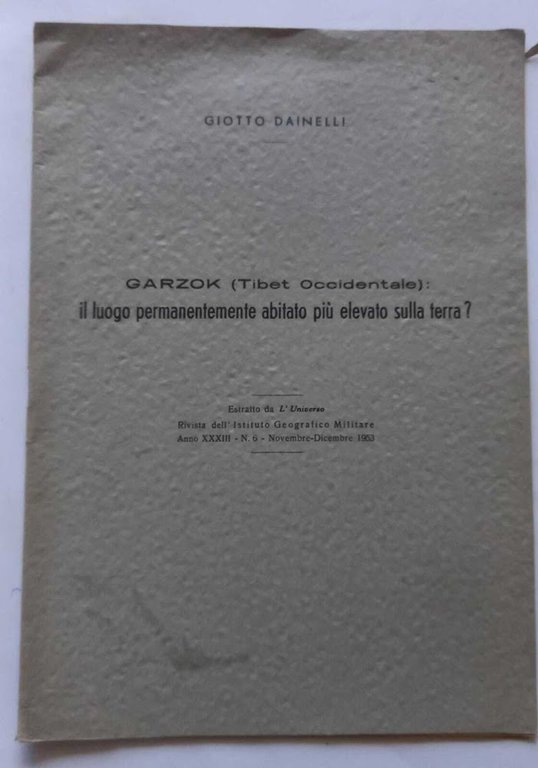 GIOTTO DAINELLI
GARZOK (Tibet Occidentale):
il luogo permanentemente abitato più elevato sulla terra?
Estratto da L'Universo
Rivista dell'Istituto Geografico Militare
Anno XXXIII - N. 6 - Novembre-Dicembre 1953